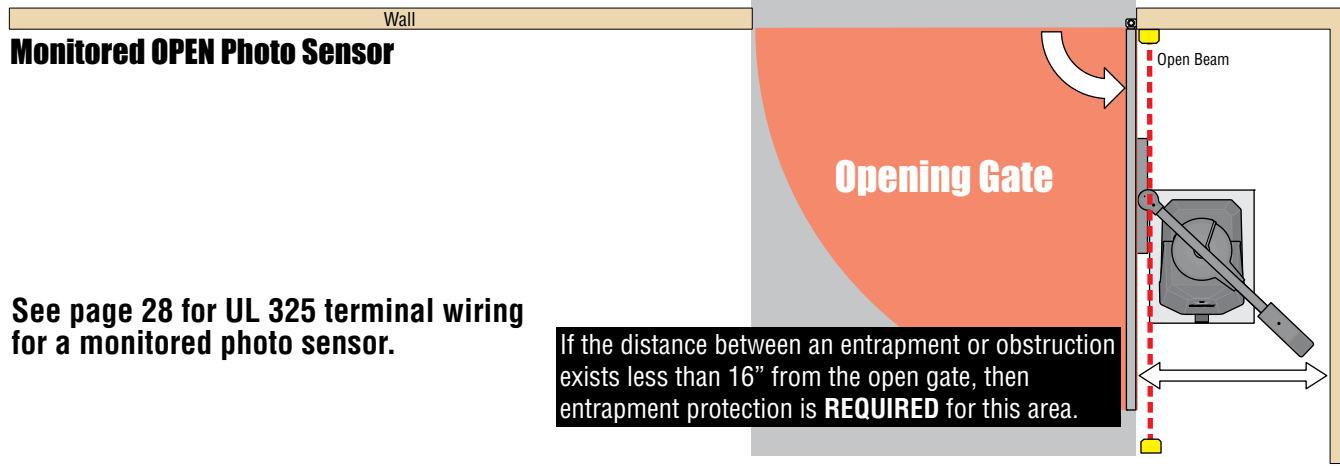 Wall
Monitored OPEN Photo Sensor
Open Beam
Opening Gate
See page 28 for UL 325 terminal wiring
for a monitored photo sensor.
If the distance between an entrapment or obstruction
exists less than 16” from the open gate, then
entrapment protection is REQUIRED for this area.